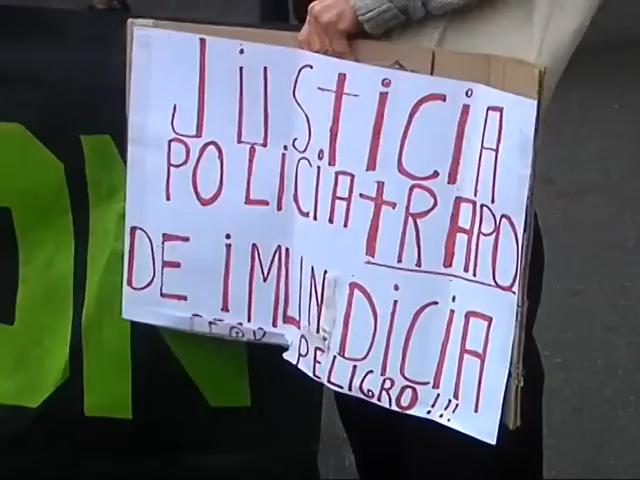 JUSTICIA
POLICIA TRAPO
DE iMUNDICIA
PELIGRO!!!